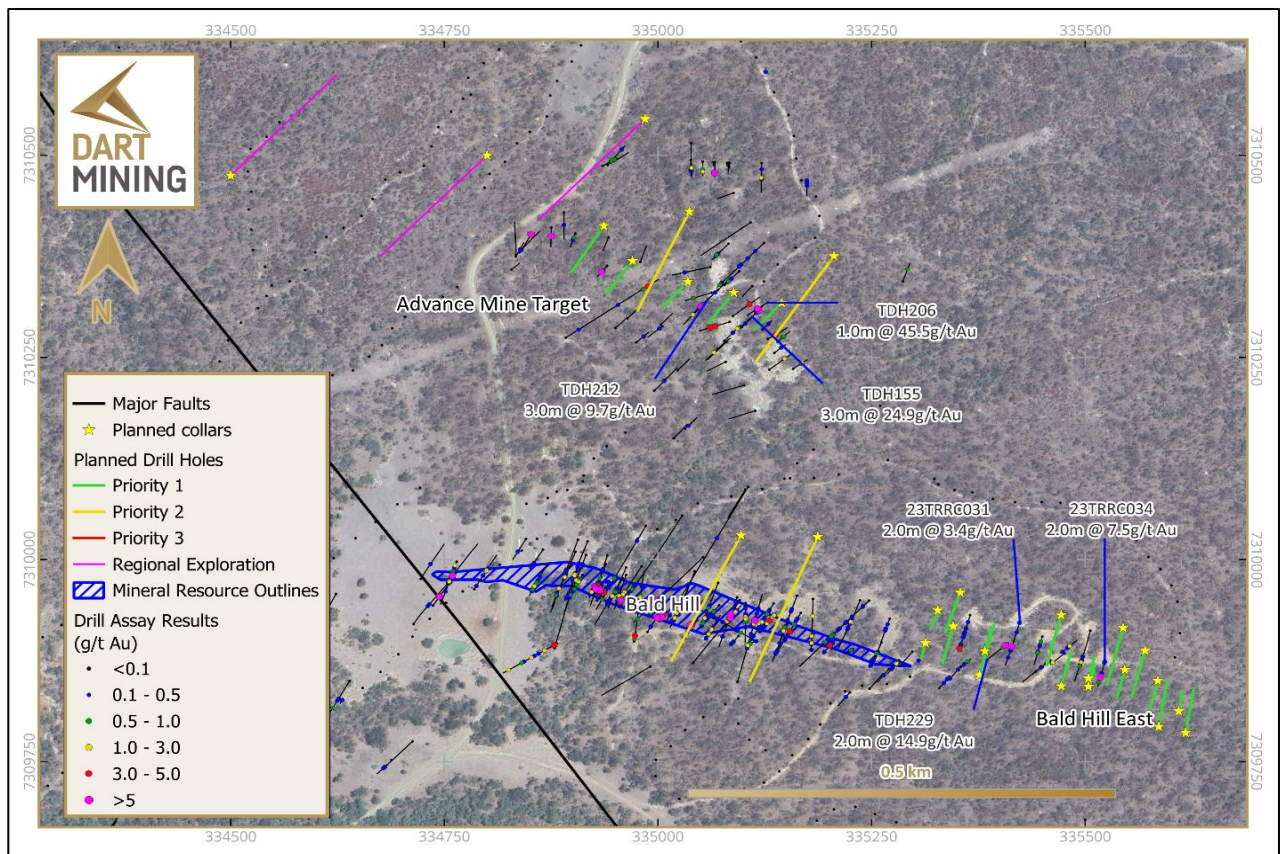 334500 334750 335000 335250 335500
DART
MINING
N
7310500
7310500
Advance Mine Target
TDH206
1.0m @ 45.5g/t Au
7310250
7310250
TDH212
3.0m @ 9.7g/t Au
TDH155
3.0m @ 24.9g/t Au
Major Faults
Planned collars
Planned Drill Holes
Priority 1
Priority 2
Priority 3
Regional Exploration
Mineral Resource Outlines
Drill Assay Results
(g/t Au)
<0.1
0.1 - 0.5
0.5 - 1.0
1.0 - 3.0
3.0 - 5.0
>5
23TRRC031
2.0m @ 3.4g/t Au
23TRRC034
2.0m @ 7.5g/t Au
7310000
7310000
Bald Hill
TDH229
2.0m @ 14.9g/t Au
Bald Hill East
0.5 km
7309750
7309750
334500 334750 335000 335250 335500